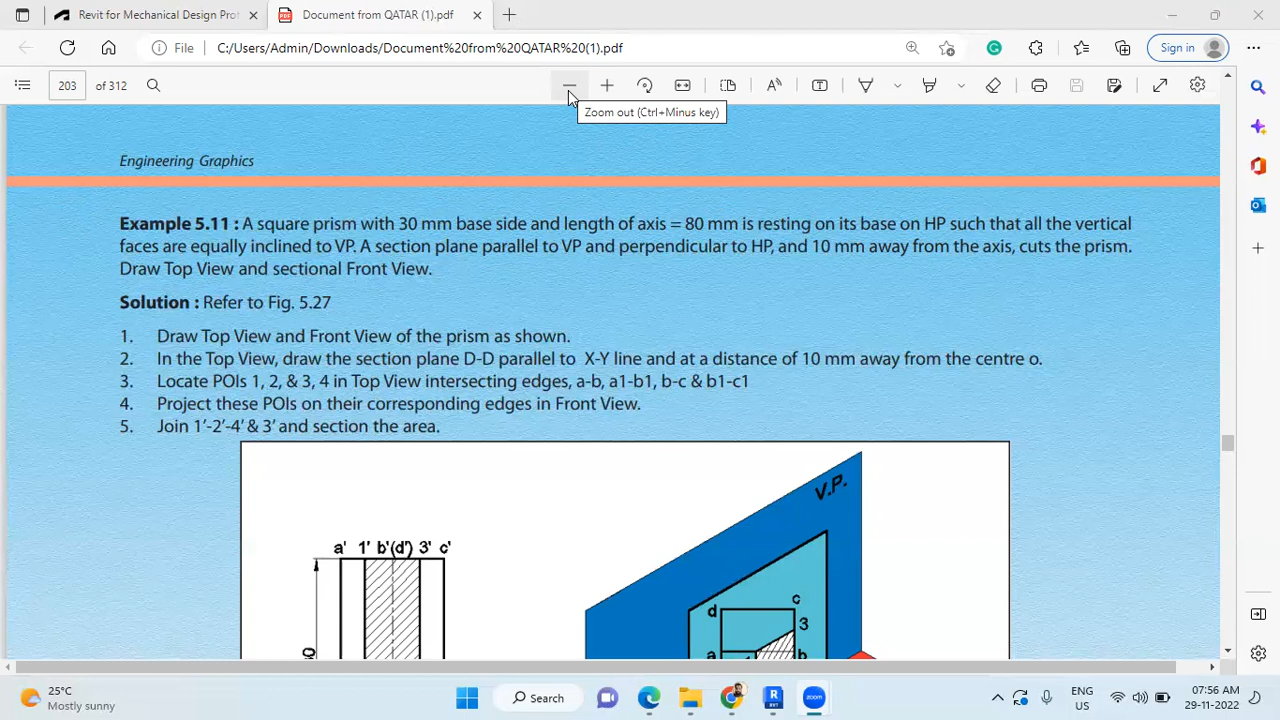 Revit for Mechanical Design Prof
Document from QATAR (1).pdf
File
C:/Users/Admin/Downloads/Document%20from%20QATAR%20(1).pdf
Sign in
203 of 312
Zoom out (Ctrl+Minus key)
Engineering Graphics
Example 5.11 : A square prism with 30 mm base side and length of axis = 80 mm is resting on its base on HP such that all the vertical
faces are equally inclined to VP. A section plane parallel to VP and perpendicular to HP, and 10 mm away from the axis, cuts the prism.
Draw Top View and sectional Front View.
Solution : Refer to Fig. 5.27
1. Draw Top View and Front View of the prism as shown.
2. In the Top View, draw the section plane D-D parallel to X-Y line and at a distance of 10 mm away from the centre o.
3. Locate POIs 1, 2, & 3, 4 in Top View intersecting edges, a-b, a1-b1, b-c & b1-c1
4. Project these POIs on their corresponding edges in Front View.
5. Join 1'-2'-4' & 3' and section the area.
V.P.
a' 1' b'(d') 3' c'
c
d
3
a
b
25°C
Mostly sunny
Search
zoom
ENG
US
07:56 AM
29-11-2022